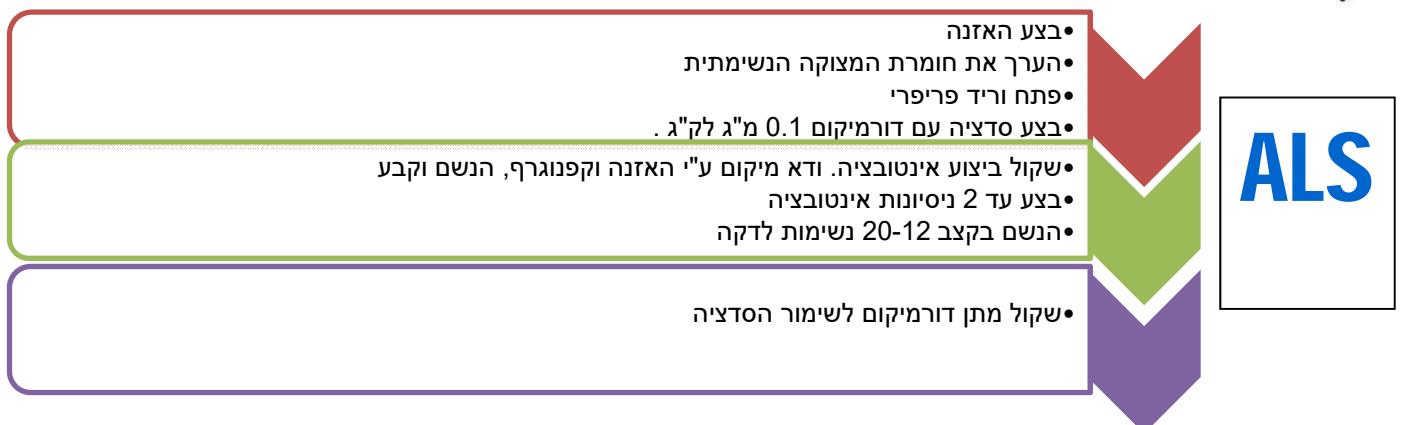 •בצע האזנה
•הערך את חומרת המצוקה הנשימתית
•פתח וריד פריפרי
•בצע סדציה עם דורמיקום 0.1 מ"ג לק"ג .
•שקול ביצוע אינטובציה. ודא מיקום ע"י האזנה וקפנוגרף, הנשם וקבע
•בצע עד 2 ניסיונות אינטובציה
•הנשם בקצב 20-12 נשימות לדקה
•שקול מתן דורמיקום לשימור הסדציה
ALS